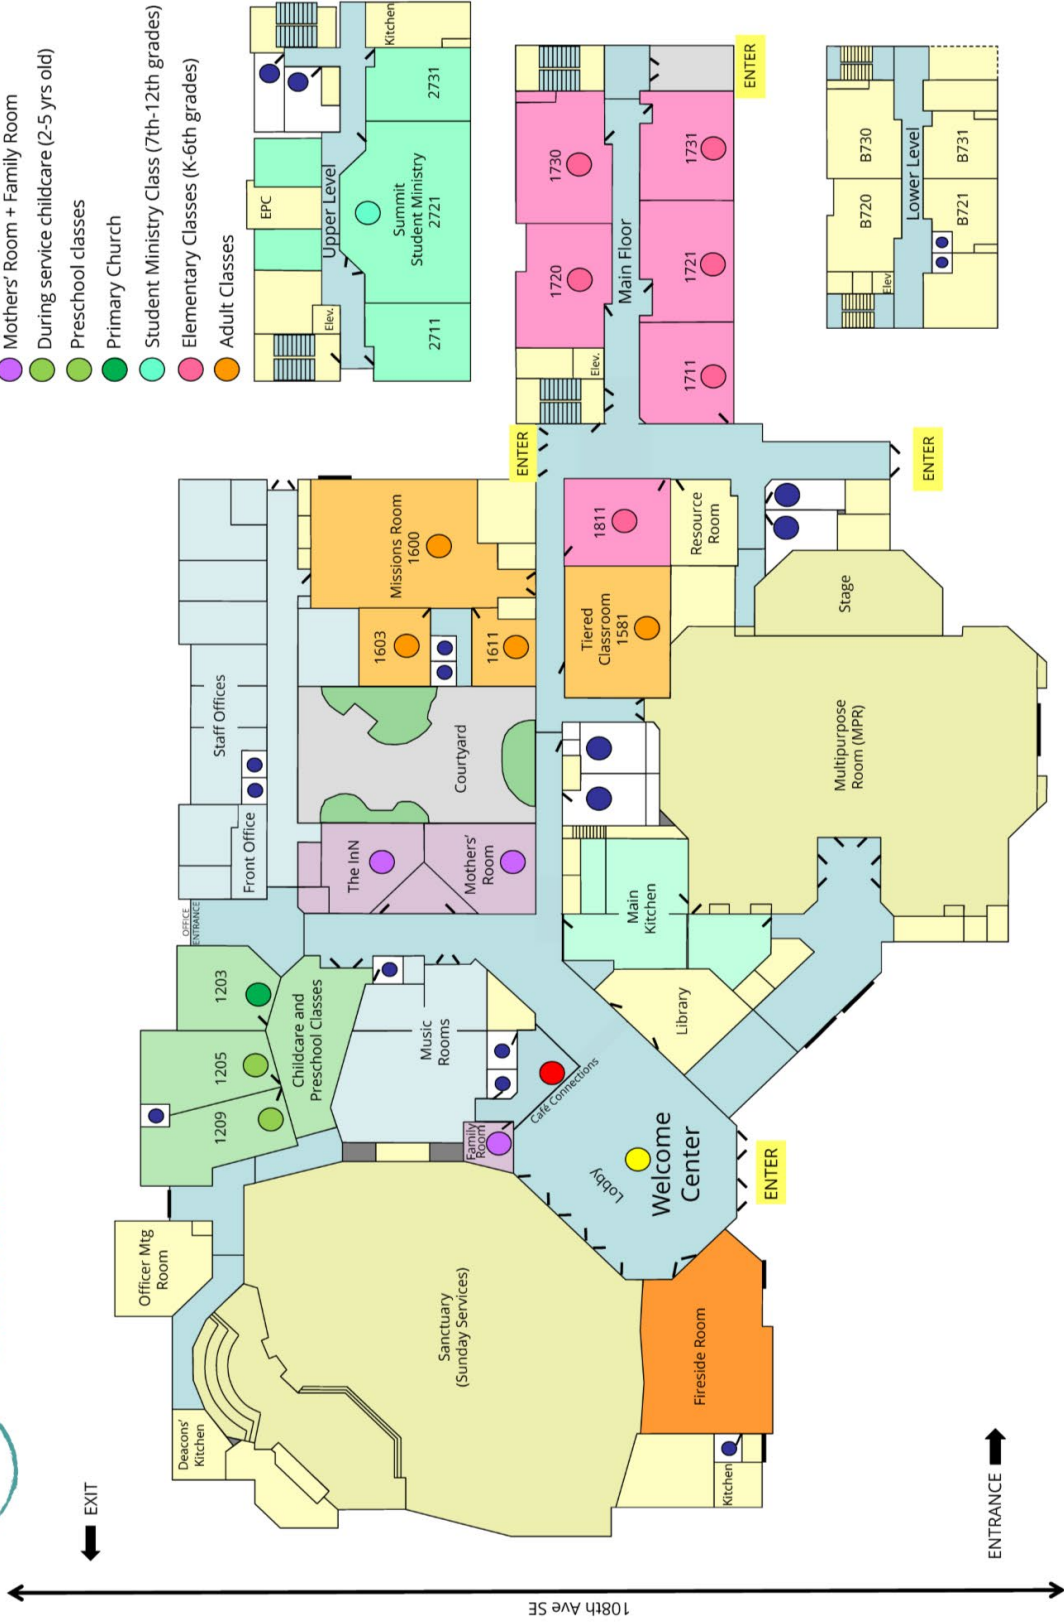 Mothers' Room + Family Room
During service childcare (2-5 yrs old)
Preschool classes
Primary Church
Student Ministry Class (7th-12th grades)
Elementary Classes (K-6th grades)
Adult Classes
Kitchen
2731
EPC
Upper Level
Summit
Student Ministry
2721
Elev.
2711
ENTER
1730
1731
1720
Main Floor
1721
Elev.
1711
B730
B731
Lower Level
B720
B721
Elev
ENTER
ENTER
Missions Room
1600
1603
1611
1811
Resource
Room
Tiered
Classroom
1581
Stage
Staff Offices
Courtyard
Multipurpose
Room (MPR)
Front Office
The InN
Mothers'
Room
Main
Kitchen
OFFICE
ENTRANCE
1203
Childcare and
Preschool Classes
1205
1209
Music
Rooms
Library
Café Connections
Family
Room
Lobby
Welcome
Center
ENTER
Officer Mtg
Room
Sanctuary
(Sunday Services)
Fireside Room
Deacons'
Kitchen
Kitchen
EXIT
ENTRANCE
108th Ave SE